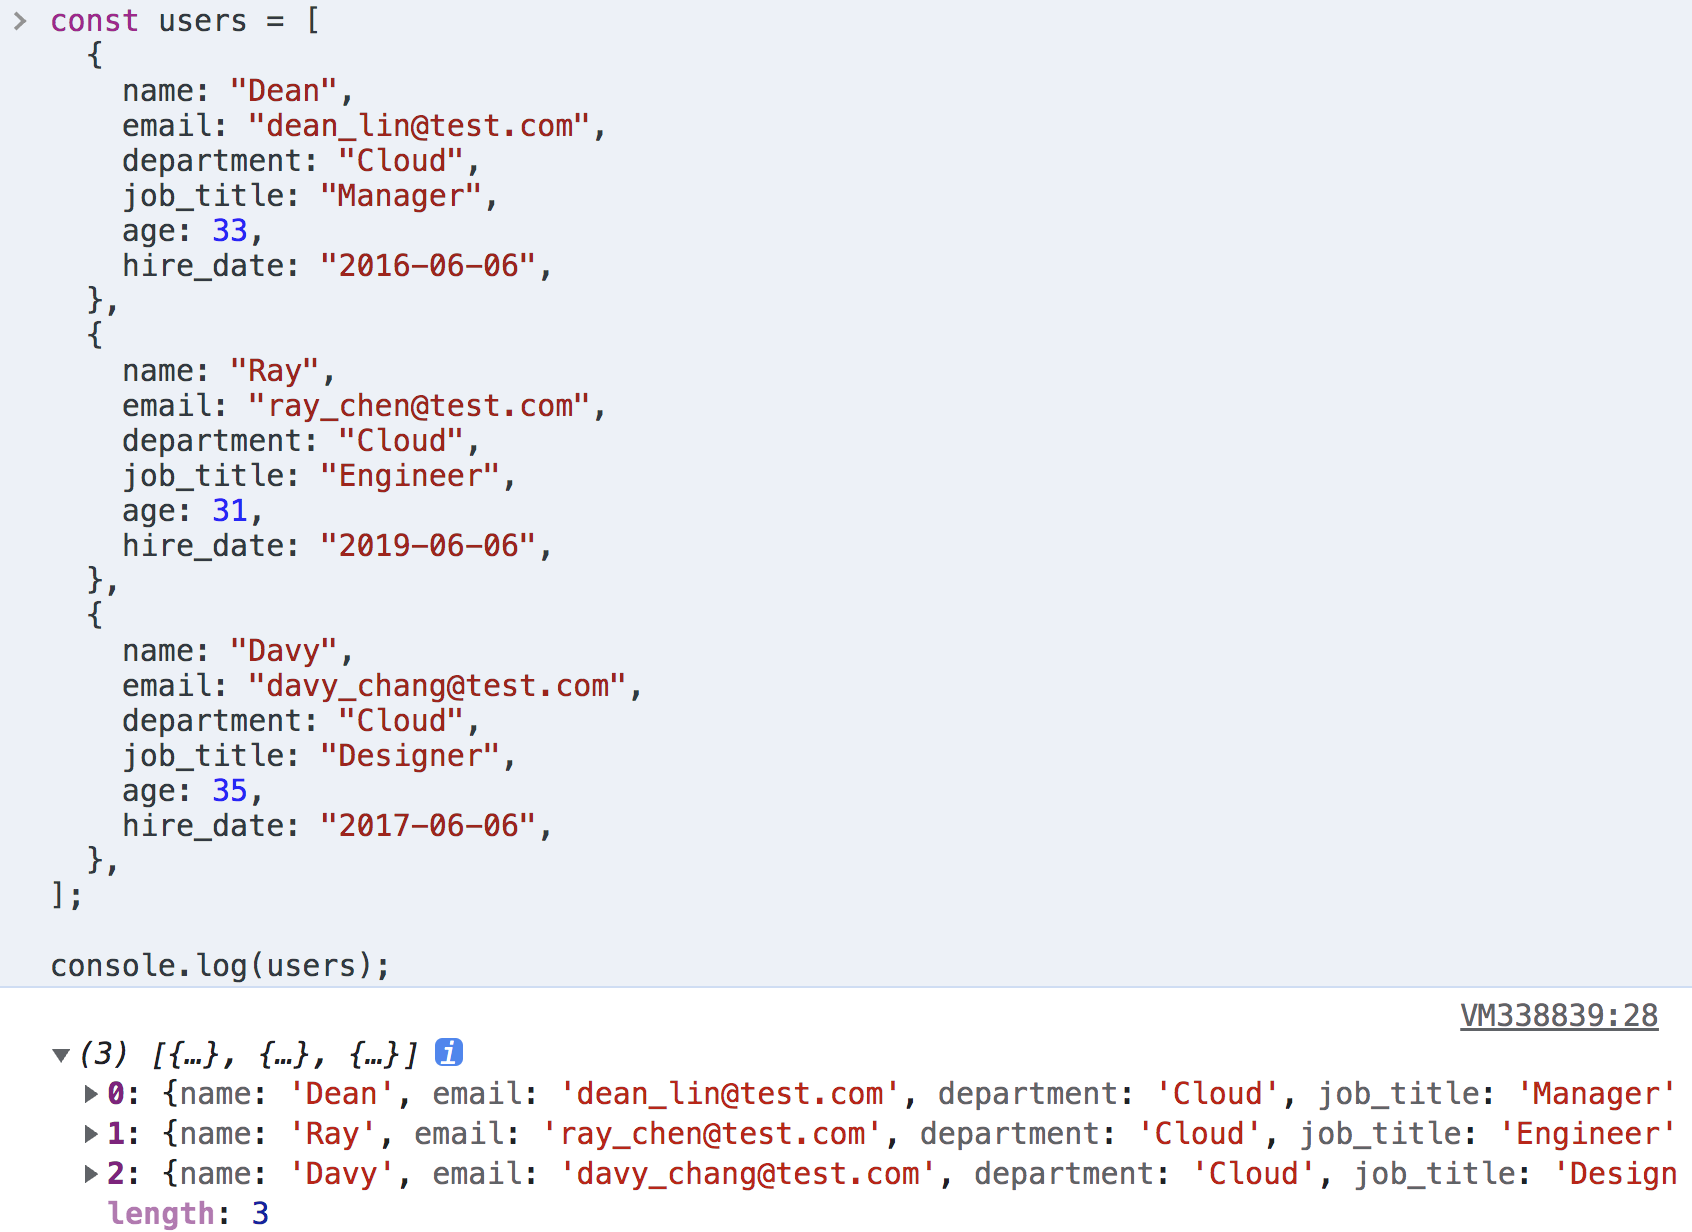 const users = [
  {
    name: "Dean",
    email: "dean_lin@test.com",
    department: "Cloud",
    job_title: "Manager",
    age: 33,
    hire_date: "2016-06-06",
  },
  {
    name: "Ray",
    email: "ray_chen@test.com",
    department: "Cloud",
    job_title: "Engineer",
    age: 31,
    hire_date: "2019-06-06",
  },
  {
    name: "Davy",
    email: "davy_chang@test.com",
    department: "Cloud",
    job_title: "Designer",
    age: 35,
    hire_date: "2017-06-06",
  },
];

console.log(users);
VM338839:28
(3) [{…}, {…}, {…}] i
0: {name: 'Dean', email: 'dean_lin@test.com', department: 'Cloud', job_title: 'Manager'
1: {name: 'Ray', email: 'ray_chen@test.com', department: 'Cloud', job_title: 'Engineer'
2: {name: 'Davy', email: 'davy_chang@test.com', department: 'Cloud', job_title: 'Design
length: 3